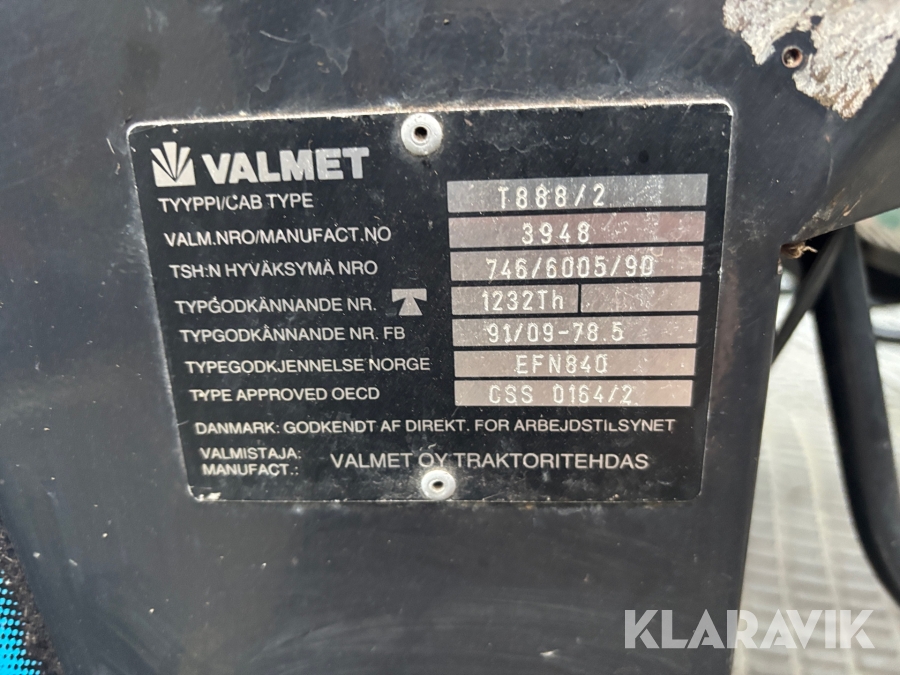 VALMET
TYYPPI/CAB TYPE T888/2
VALM.NRO/MANUFACT.NO 3948
TSH:N HYVÄKSYMÄ NRO 746/6005/90
TYPGODKÄNNANDE NR. 1232Th
TYPGODKÄNNANDE NR. FB 91/09-78.5
TYPEGODKJENNELSE NORGE EFN840
TYPE APPROVED OECD CSS 0164/2
DANMARK: GODKENDT AF DIREKT. FOR ARBEJDSTILSYNET
VALMISTAJA:
MANUFACT.: VALMET OY TRAKTORITEHDAS
KLARAVIK